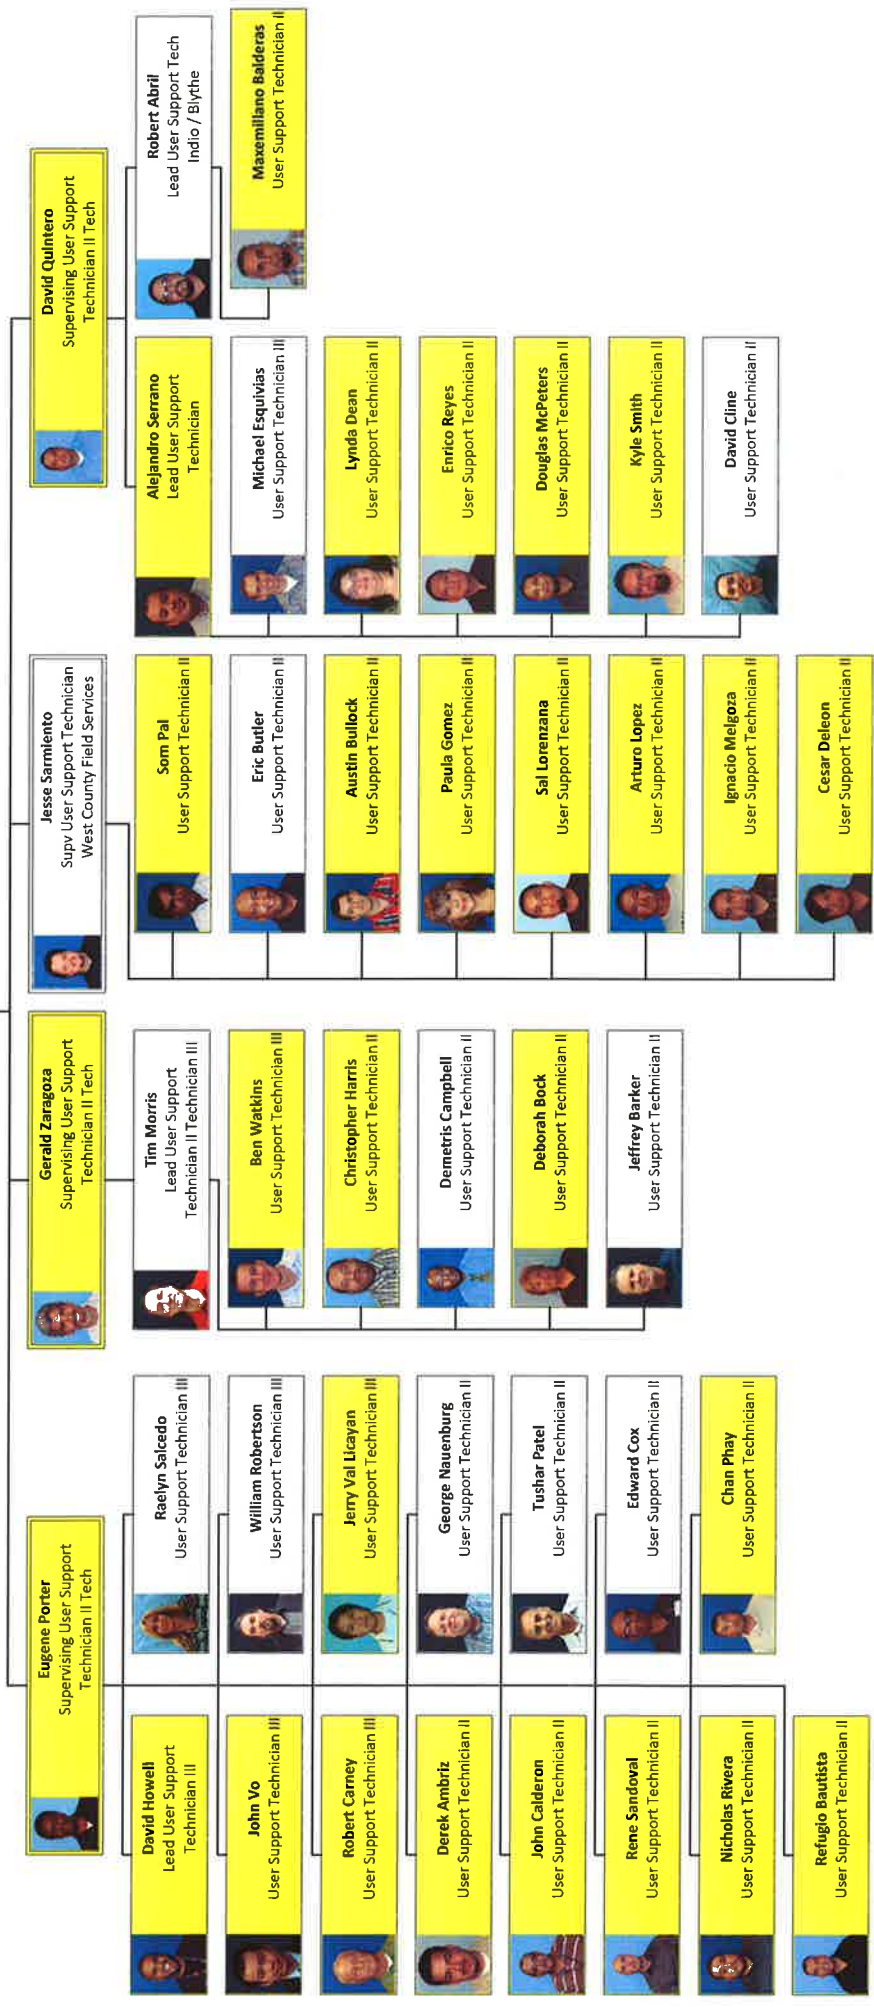 Eugene Porter
Supervising User Support
Technician II Tech
David Howell
Lead User Support
Technician III
Raelyn Salcedo
User Support Technician III
John Vo
User Support Technician III
William Robertson
User Support Technician III
Robert Carney
User Support Technician III
Jerry Val Licayan
User Support Technician III
Derek Ambriz
User Support Technician II
George Nauenburg
User Support Technician II
John Calderon
User Support Technician II
Tushar Patel
User Support Technician II
Rene Sandoval
User Support Technician II
Edward Cox
User Support Technician II
Nicholas Rivera
User Support Technician II
Chan Phay
User Support Technician II
Refugio Bautista
User Support Technician II
Gerald Zaragoza
Supervising User Support
Technician II Tech
Tim Morris
Lead User Support
Technician II Technician III
Ben Watkins
User Support Technician III
Christopher Harris
User Support Technician II
Demetris Campbell
User Support Technician II
Deborah Bock
User Support Technician II
Jeffrey Barker
User Support Technician II
Jesse Sarmiento
Supv User Support Technician
West County Field Services
Som Pal
User Support Technician II
Eric Butler
User Support Technician II
Austin Bullock
User Support Technician II
Paula Gomez
User Support Technician II
Sal Lorenzana
User Support Technician II
Arturo Lopez
User Support Technician II
Ignacio Melgoza
User Support Technician II
Cesar Deleon
User Support Technician II
David Quintero
Supervising User Support
Technician II Tech
Alejandro Serrano
Lead User Support
Technician
Michael Esquivias
User Support Technician III
Lynda Dean
User Support Technician II
Enrico Reyes
User Support Technician II
Douglas McPeters
User Support Technician II
Kyle Smith
User Support Technician II
David Cline
User Support Technician II
Robert Abril
Lead User Support Tech
Indio / Blythe
Maxemillano Balderas
User Support Technician II